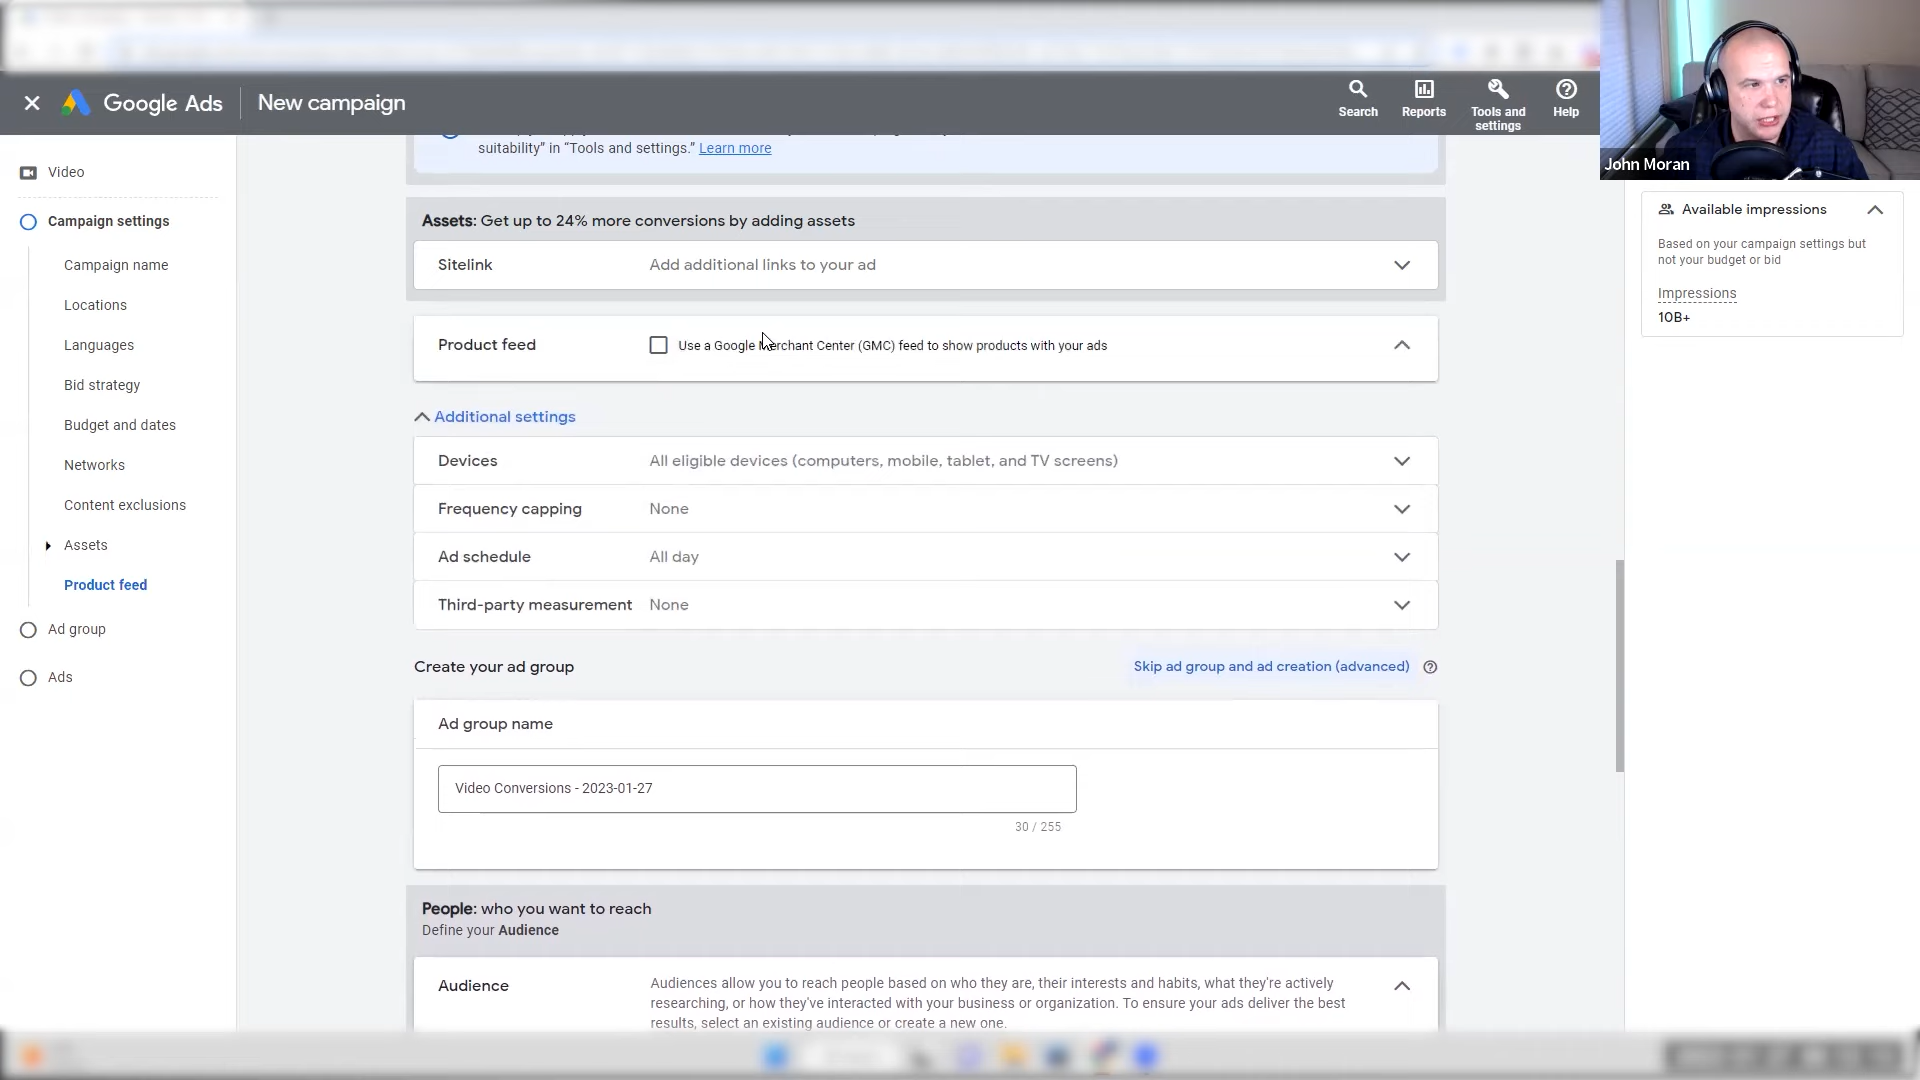 Google Ads
New campaign
Search
Reports
Tools and
settings
Help
John Moran
Video
Campaign settings
Campaign name
Locations
Languages
Bid strategy
Budget and dates
Networks
Content exclusions
Assets
Product feed
Ad group
Ads
suitability” in “Tools and settings.” Learn more
Assets: Get up to 24% more conversions by adding assets
Sitelink
Add additional links to your ad
Product feed
Use a Google Merchant Center (GMC) feed to show products with your ads
Additional settings
Devices
All eligible devices (computers, mobile, tablet, and TV screens)
Frequency capping
None
Ad schedule
All day
Third-party measurement
None
Create your ad group
Skip ad group and ad creation (advanced)
Ad group name
Video Conversions - 2023-01-27
30 / 255
People: who you want to reach
Define your Audience
Audience
Audiences allow you to reach people based on who they are, their interests and habits, what they're actively
researching, or how they've interacted with your business or organization. To ensure your ads deliver the best
results, select an existing audience or create a new one.
Available impressions
Based on your campaign settings but
not your budget or bid
Impressions
10B+